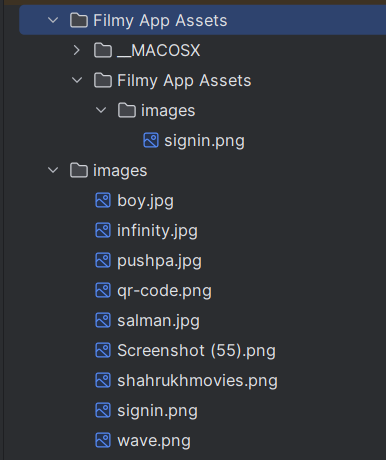 Filmy App Assets
__MACOSX
Filmy App Assets
images
signin.png
images
boy.jpg
infinity.jpg
pushpa.jpg
qr-code.png
salman.jpg
Screenshot (55).png
shahrukhmovies.png
signin.png
wave.png